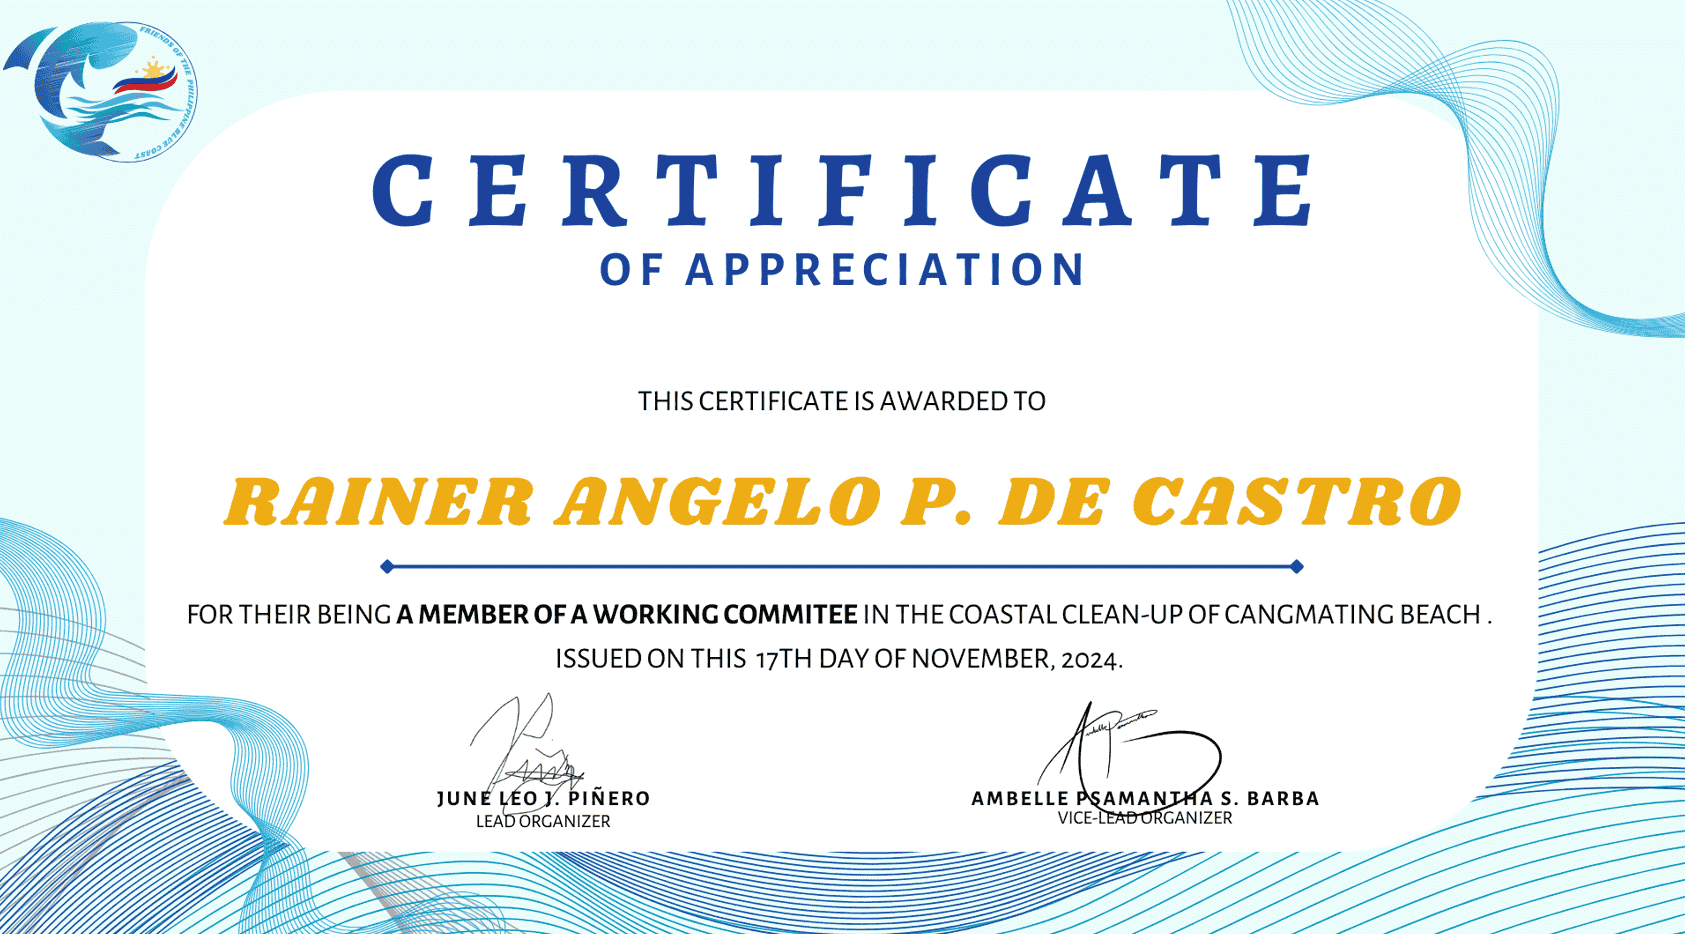 FRIENDS OF THE PHILIPPINE BLUE COAST
CERTIFICATE
OF APPRECIATION
THIS CERTIFICATE IS AWARDED TO
RAINER ANGELO P. DE CASTRO
FOR THEIR BEING A MEMBER OF A WORKING COMMITEE IN THE COASTAL CLEAN-UP OF CANGMATING BEACH .
ISSUED ON THIS 17TH DAY OF NOVEMBER, 2024.
JUNE LEO J. PIÑERO
LEAD ORGANIZER
AMBELLE PSAMANTHA S. BARBA
VICE-LEAD ORGANIZER